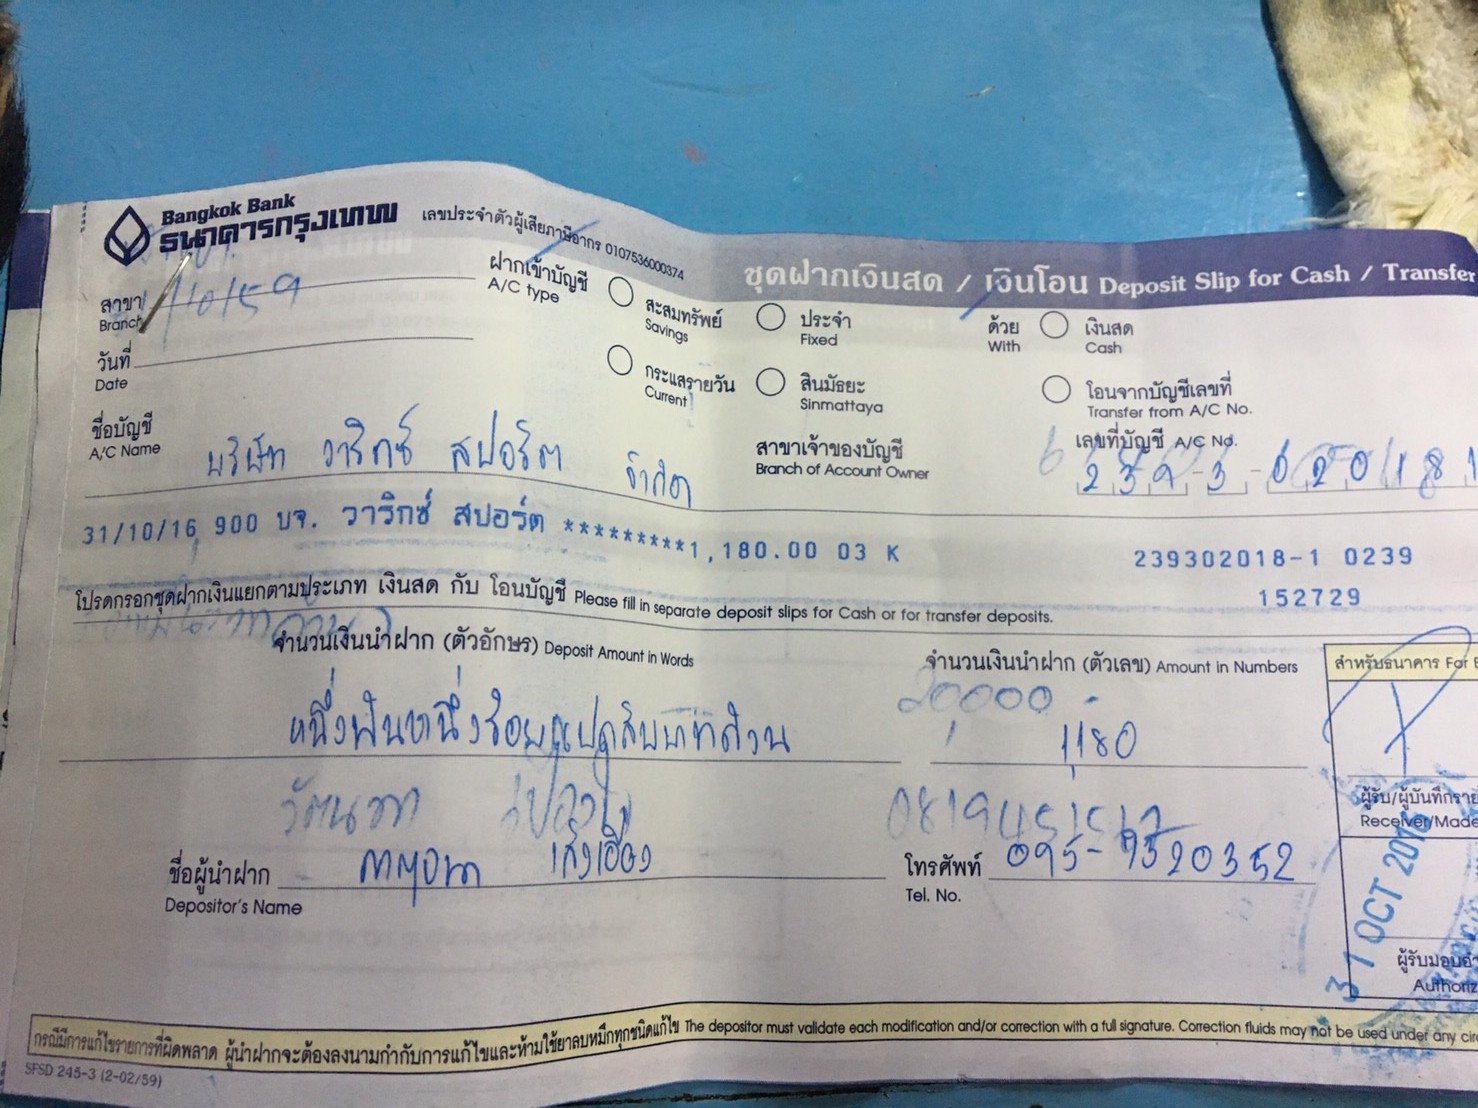 Bangkok Bank
ธนาคารกรุงเทพ
เลขประจำตัวผู้เสียภาษีอากร 0107536000374
ชุดฝากเงินสด / เงินโอน Deposit Slip for Cash / Transfer
สาขา
Branch
/10/59
ฝากเข้าบัญชี
A/C type
สะสมทรัพย์
Savings
ประจำ
Fixed
ด้วย
With
เงินสด
Cash
วันที่
Date
กระแสรายวัน
Current
สินมัธยะ
Sinmattaya
โอนจากบัญชีเลขที่
Transfer from A/C No.
ชื่อบัญชี
A/C Name
บริษัท วาริกซ์ สปอร์ต จำกัด
สาขาเจ้าของบัญชี
Branch of Account Owner
เลขที่บัญชี A/C No.
239-3-020181
31/10/16 900 บจ. วาริกซ์ สปอร์ต *********1,180.00 03 K
239302018-1 0239
152729
โปรดกรอกชุดฝากเงินแยกตามประเภท เงินสด กับ โอนบัญชี Please fill in separate deposit slips for Cash or for transfer deposits.
จำนวนเงินนำฝาก (ตัวอักษร) Deposit Amount in Words
จำนวนเงินนำฝาก (ตัวเลข) Amount in Numbers
สำหรับธนาคาร For
20000.-
หนึ่งพันหนึ่งร้อยแปดสิบบาทถ้วน
1,180
ผู้รับ/ผู้บันทึกราย
Receiver/Made
ชื่อผู้นำฝาก
Depositor's Name
เส็งเฮียง
โทรศัพท์
Tel. No.
095-9520352
31 OCT 2016
ผู้รับมอบอำ
Authoriz
กรณีมีการแก้ไขรายการที่ผิดพลาด ผู้นำฝากจะต้องลงนามกำกับการแก้ไขและห้ามใช้ยาลบหมึกทุกชนิดแก้ไข The depositor must validate each modification and/or correction with a full signature. Correction fluids may not be used under any cir
SFSD 245-3 (2-02/59)